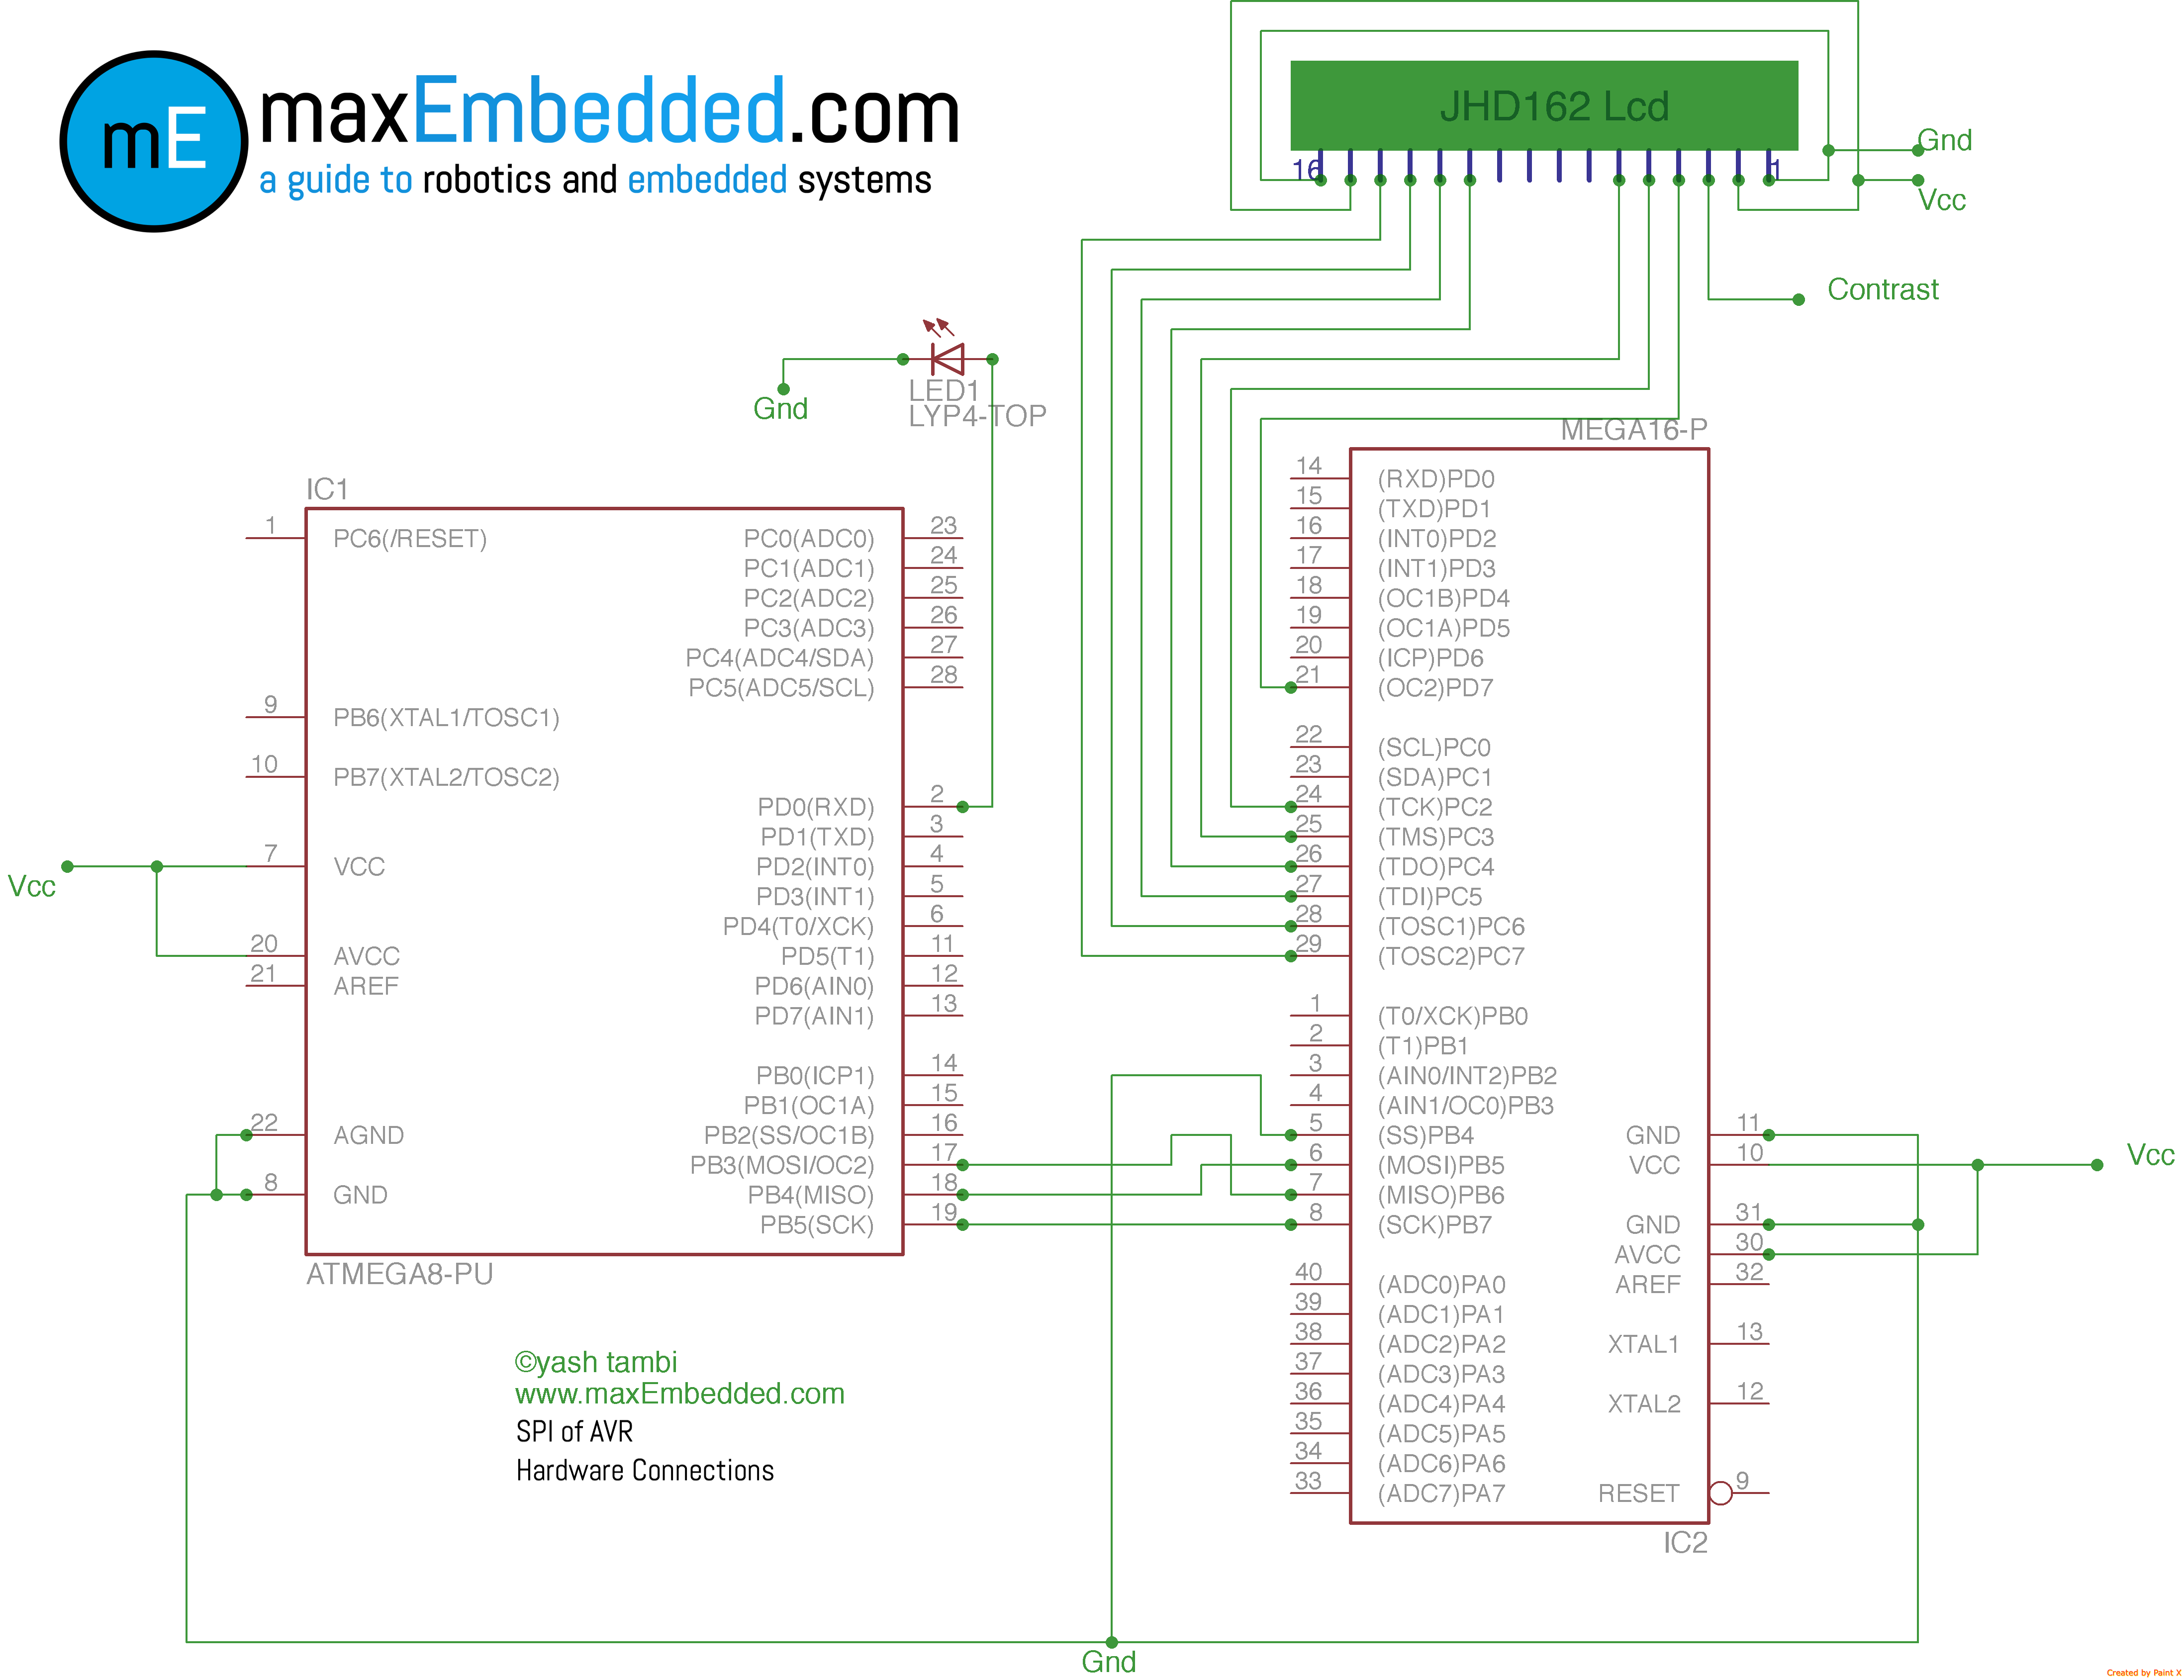 mE
maxEmbedded.com
a guide to robotics and embedded systems
JHD162 Lcd
16
1
Gnd
Vcc
Contrast
LED1
LYP4-TOP
Gnd
IC1
1
PC6(/RESET)
9
PB6(XTAL1/TOSC1)
10
PB7(XTAL2/TOSC2)
Vcc
7
VCC
20
AVCC
21
AREF
22
AGND
8
GND
PC0(ADC0)
23
PC1(ADC1)
24
PC2(ADC2)
25
PC3(ADC3)
26
PC4(ADC4/SDA)
27
PC5(ADC5/SCL)
28
PD0(RXD)
2
PD1(TXD)
3
PD2(INT0)
4
PD3(INT1)
5
PD4(T0/XCK)
6
PD5(T1)
11
PD6(AIN0)
12
PD7(AIN1)
13
PB0(ICP1)
14
PB1(OC1A)
15
PB2(SS/OC1B)
16
PB3(MOSI/OC2)
17
PB4(MISO)
18
PB5(SCK)
19
ATMEGA8-PU
MEGA16-P
14
(RXD)PD0
15
(TXD)PD1
16
(INT0)PD2
17
(INT1)PD3
18
(OC1B)PD4
19
(OC1A)PD5
20
(ICP)PD6
21
(OC2)PD7
22
(SCL)PC0
23
(SDA)PC1
24
(TCK)PC2
25
(TMS)PC3
26
(TDO)PC4
27
(TDI)PC5
28
(TOSC1)PC6
29
(TOSC2)PC7
1
(T0/XCK)PB0
2
(T1)PB1
3
(AIN0/INT2)PB2
4
(AIN1/OC0)PB3
5
(SS)PB4
6
(MOSI)PB5
7
(MISO)PB6
8
(SCK)PB7
40
(ADC0)PA0
39
(ADC1)PA1
38
(ADC2)PA2
37
(ADC3)PA3
36
(ADC4)PA4
35
(ADC5)PA5
34
(ADC6)PA6
33
(ADC7)PA7
GND
11
VCC
10
Vcc
GND
31
AVCC
30
AREF
32
XTAL1
13
XTAL2
12
RESET
9
IC2
©yash tambi
www.maxEmbedded.com
SPI of AVR
Hardware Connections
Gnd
Created by Paint X